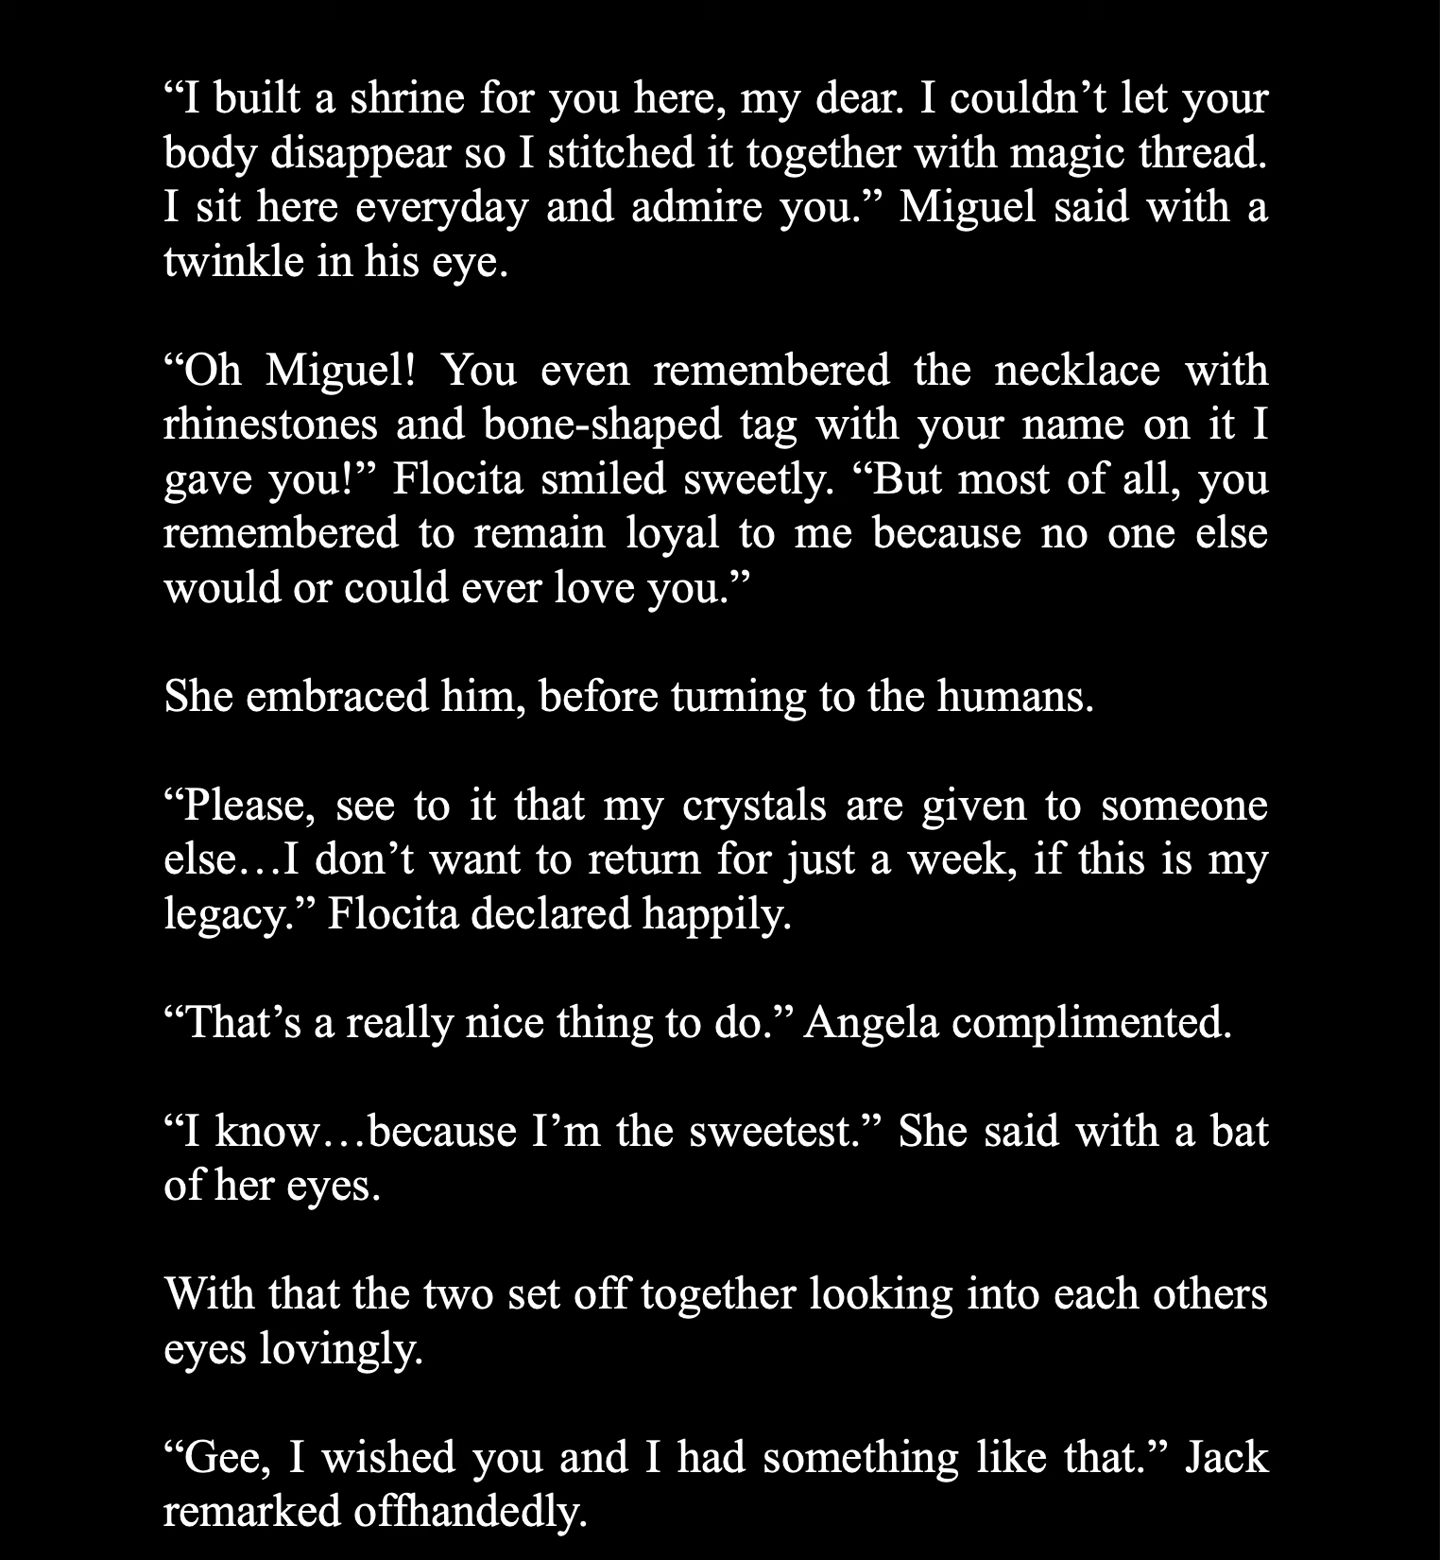 “I built a shrine for you here, my dear. I couldn’t let your
body disappear so I stitched it together with magic thread.
I sit here everyday and admire you.” Miguel said with a
twinkle in his eye.
“Oh Miguel! You even remembered the necklace with
rhinestones and bone-shaped tag with your name on it I
gave you!” Flocita smiled sweetly. “But most of all, you
remembered to remain loyal to me because no one else
would or could ever love you.”
She embraced him, before turning to the humans.
“Please, see to it that my crystals are given to someone
else…I don’t want to return for just a week, if this is my
legacy.” Flocita declared happily.
“That’s a really nice thing to do.” Angela complimented.
“I know…because I’m the sweetest.” She said with a bat
of her eyes.
With that the two set off together looking into each others
eyes lovingly.
“Gee, I wished you and I had something like that.” Jack
remarked offhandedly.